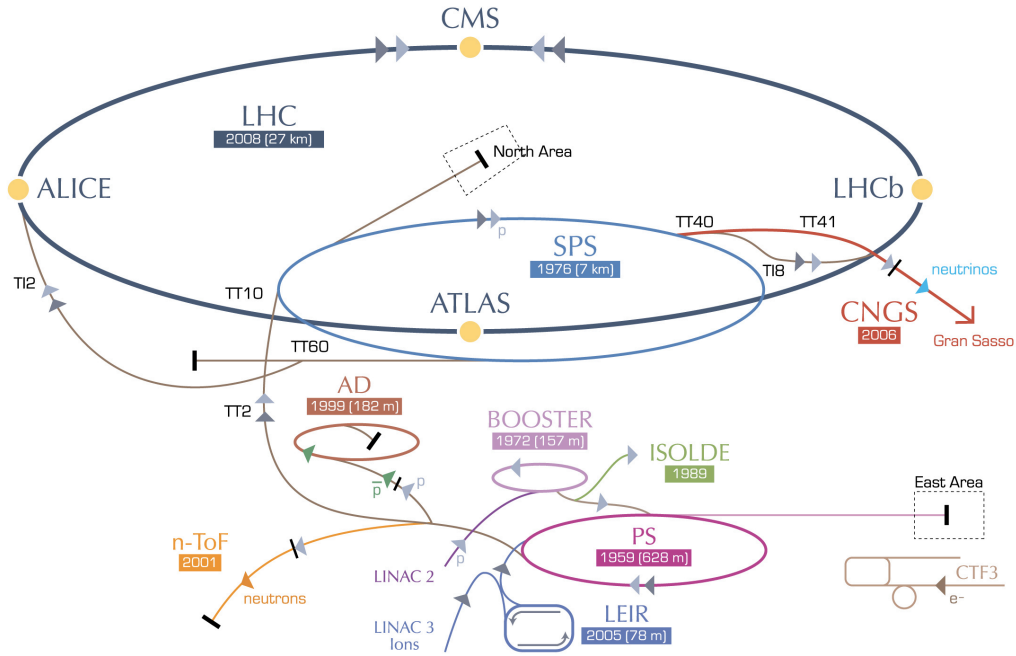 CMS
LHC
2008 (27 km)
North Area
ALICE
LHCb
TT40
TT41
SPS
1976 (7 km)
p
TI8
neutrinos
TI2
TT10
ATLAS
CNGS
2006
Gran Sasso
TT60
AD
1999 (182 m)
TT2
BOOSTER
1972 (157 m)
ISOLDE
1989
p̅
p
East Area
n-ToF
2001
PS
1959 (628 m)
p
LINAC 2
neutrons
CTF3
e-
LINAC 3
Ions
LEIR
2005 (78 m)